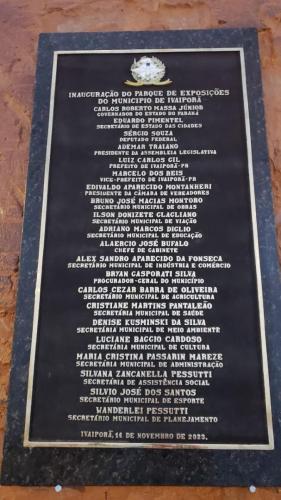 INAUGURAÇÃO DO PARQUE DE EXPOSIÇÕES
DO MUNICIPIO DE IVAIPORÃ
CARLOS ROBERTO MASSA JÚNIOR
GOVERNADOR DO ESTADO DO PARANÁ
EDUARDO PIMENTEL
SECRETÁRIO DE ESTADO DAS CIDADES
SÉRGIO SOUZA
DEPUTADO FEDERAL
ADEMAR TRAIANO
PRESIDENTE DA ASSEMBLEIA LEGISLATIVA
LUIZ CARLOS GIL
PREFEITO DE IVAIPORÃ-PR
MARCELO DOS REIS
VICE-PREFEITO DE IVAIPORÃ-PR
EDIVALDO APARECIDO MONTANHERI
PRESIDENTE DA CÂMARA DE VEREADORES
BRUNO JOSÉ MACIAS MONTORO
SECRETÁRIO MUNICIPAL DE OBRAS
ILSON DONIZETE GLAGLIANO
SECRETÁRIO MUNICIPAL DE VIAÇÃO
ADRIANO MARCOS DIGLIO
SECRETÁRIO MUNICIPAL DE EDUCAÇÃO
ALAERCIO JOSÉ BUFALO
CHEFE DE GABINETE
ALEX SANDRO APARECIDO DA FONSECA
SECRETÁRIO MUNICIPAL DE INDÚSTRIA E COMÉRCIO
BRYAN GASPORATI SILVA
PROCURADOR-GERAL DO MUNICÍPIO
CARLOS CEZAR BARRA DE OLIVEIRA
SECRETÁRIO MUNICIPAL DE AGRICULTURA
CRISTIANE MARTINS PANTALEÃO
SECRETÁRIA MUNICIPAL DE SAÚDE
DENISE KUSMINSKI DA SILVA
SECRETÁRIA MUNICIPAL DE MEIO AMBIENTE
LUCIANE BAGGIO CARDOSO
SECRETÁRIA MUNICIPAL DE CULTURA
MARIA CRISTINA PASSARIN MAREZE
SECRETÁRIA MUNICIPAL DE ADMINISTRAÇÃO
SILVANA ZANCANELLA PESSUTTI
SECRETÁRIA DE ASSISTÊNCIA SOCIAL
SILVIO JOSÉ DOS SANTOS
SECRETÁRIO MUNICIPAL DE ESPORTE
WANDERLEI PESSUTTI
SECRETÁRIO MUNICIPAL DE PLANEJAMENTO
IVAIPORÃ, 14 DE NOVEMBRO DE 2023.